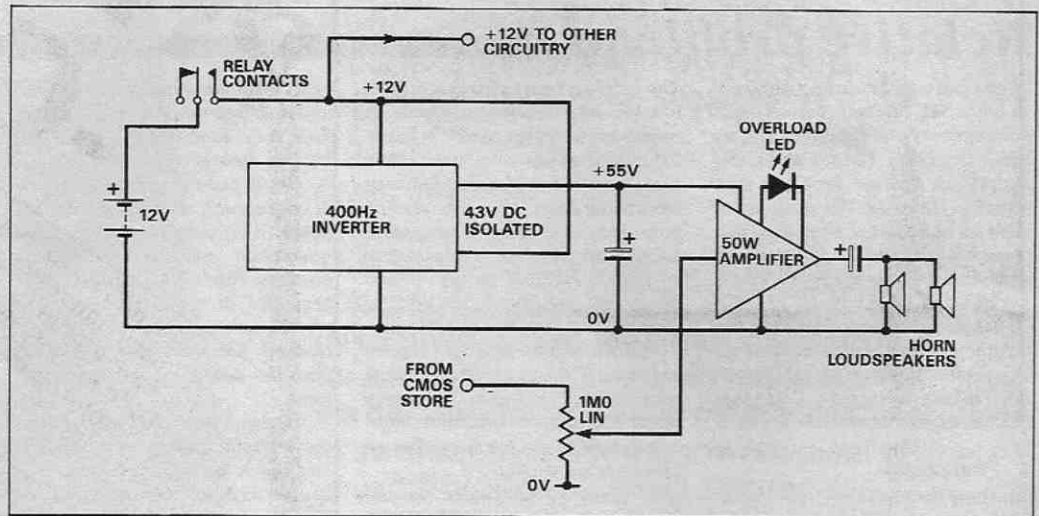 +12V TO OTHER
CIRCUITRY
RELAY
CONTACTS
+12V
OVERLOAD
LED
+55V
+
12V
400Hz
INVERTER
43V DC
ISOLATED
+
50W
AMPLIFIER
+
0V
HORN
LOUDSPEAKERS
FROM
CMOS
STORE
1M0
LIN
0V